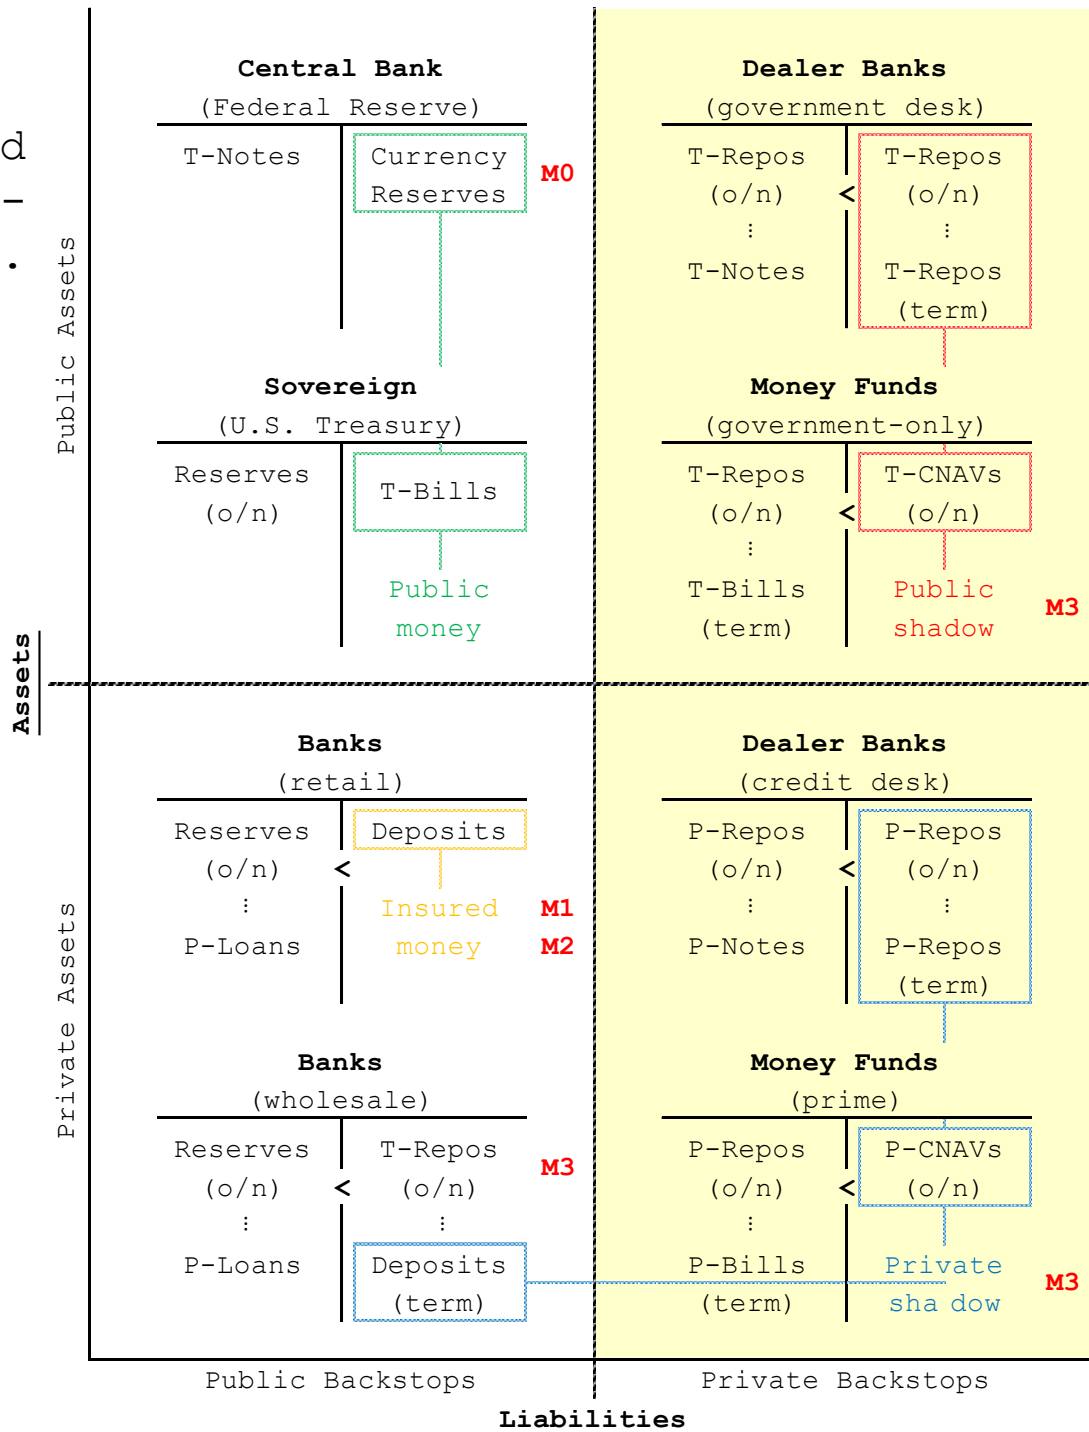 d
–
.
Public Assets
Assets
Private Assets
Central Bank
(Federal Reserve)
T-Notes
Currency
Reserves
M0
Sovereign
(U.S. Treasury)
Reserves
(o/n)
T-Bills
Public
money
Dealer Banks
(government desk)
T-Repos
(o/n)
⋮
T-Notes
<
T-Repos
(o/n)
⋮
T-Repos
(term)
Money Funds
(government-only)
T-Repos
(o/n)
⋮
T-Bills
(term)
<
T-CNAVs
(o/n)
Public
shadow
M3
Banks
(retail)
Reserves
(o/n)
⋮
P-Loans
<
Deposits
Insured
money
M1
M2
Banks
(wholesale)
Reserves
(o/n)
⋮
P-Loans
<
T-Repos
(o/n)
⋮
Deposits
(term)
M3
Dealer Banks
(credit desk)
P-Repos
(o/n)
⋮
P-Notes
<
P-Repos
(o/n)
⋮
P-Repos
(term)
Money Funds
(prime)
P-Repos
(o/n)
⋮
P-Bills
(term)
<
P-CNAVs
(o/n)
Private
sha dow
M3
Public Backstops
Private Backstops
Liabilities